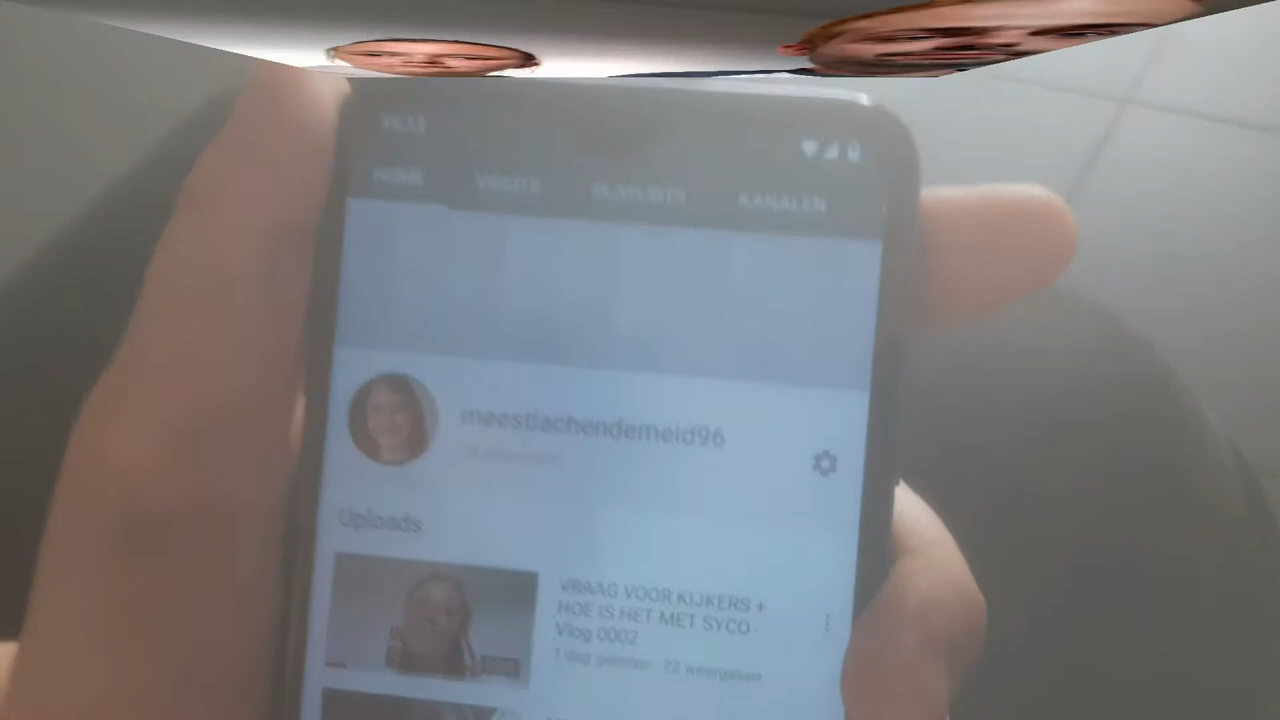 HOME VIDEO'S PLAYLISTS KANALEN
meestlachendemeid96
Uploads
VRAAG VOOR KIJKERS +
HOE IS HET MET SYCO -
Vlog 0002
1 dag geleden · 72 weergaven